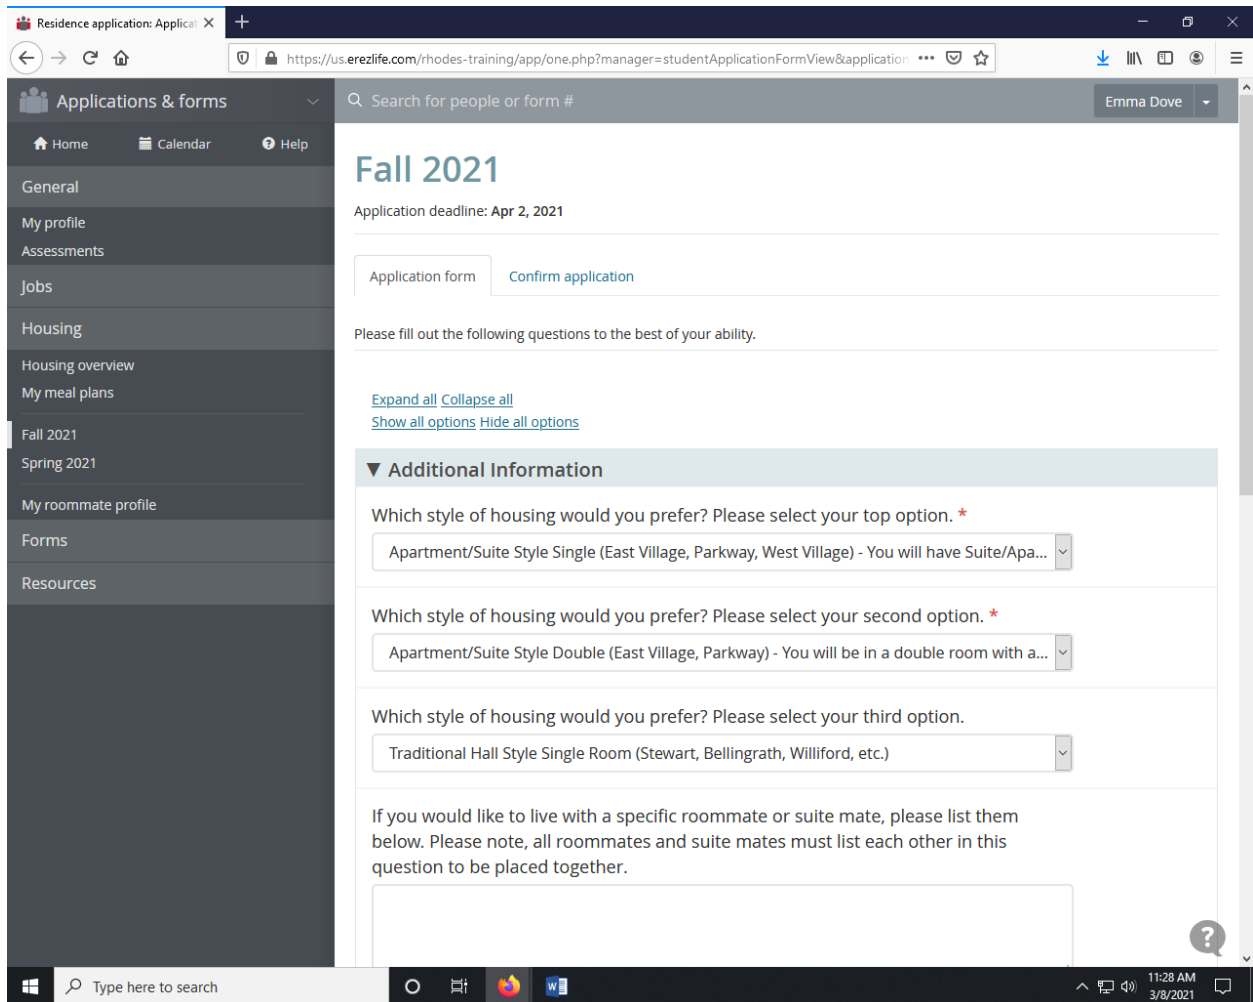 Residence application: Applicat
https://us.erezlife.com/rhodes-training/app/one.php?manager=studentApplicationFormView&application
Applications & forms
Search for people or form #
Emma Dove
Home Calendar Help
General
My profile
Assessments
Jobs
Housing
Housing overview
My meal plans
Fall 2021
Spring 2021
My roommate profile
Forms
Resources
Fall 2021
Application deadline: Apr 2, 2021
Application form Confirm application
Please fill out the following questions to the best of your ability.
Expand all Collapse all
Show all options Hide all options
▼ Additional Information
Which style of housing would you prefer? Please select your top option. *
Apartment/Suite Style Single (East Village, Parkway, West Village) - You will have Suite/Apa...
Which style of housing would you prefer? Please select your second option. *
Apartment/Suite Style Double (East Village, Parkway) - You will be in a double room with a...
Which style of housing would you prefer? Please select your third option.
Traditional Hall Style Single Room (Stewart, Bellingrath, Williford, etc.)
If you would like to live with a specific roommate or suite mate, please list them
below. Please note, all roommates and suite mates must list each other in this
question to be placed together.
?
Type here to search
11:28 AM
3/8/2021